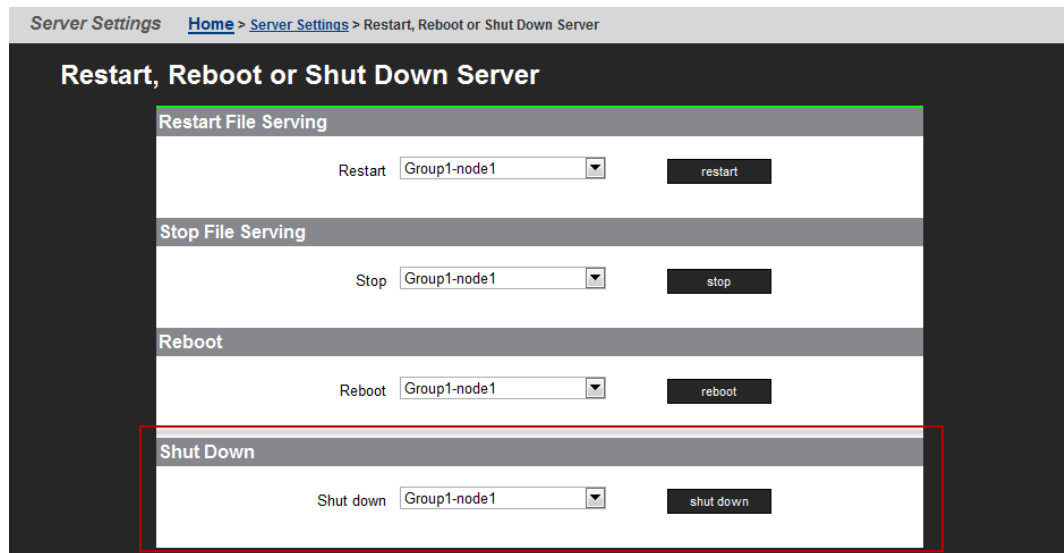 Server Settings Home > Server Settings > Restart, Reboot or Shut Down Server
Restart, Reboot or Shut Down Server
Restart File Serving
Restart Group1-node1 restart
Stop File Serving
Stop Group1-node1 stop
Reboot
Reboot Group1-node1 reboot
Shut Down
Shut down Group1-node1 shut down